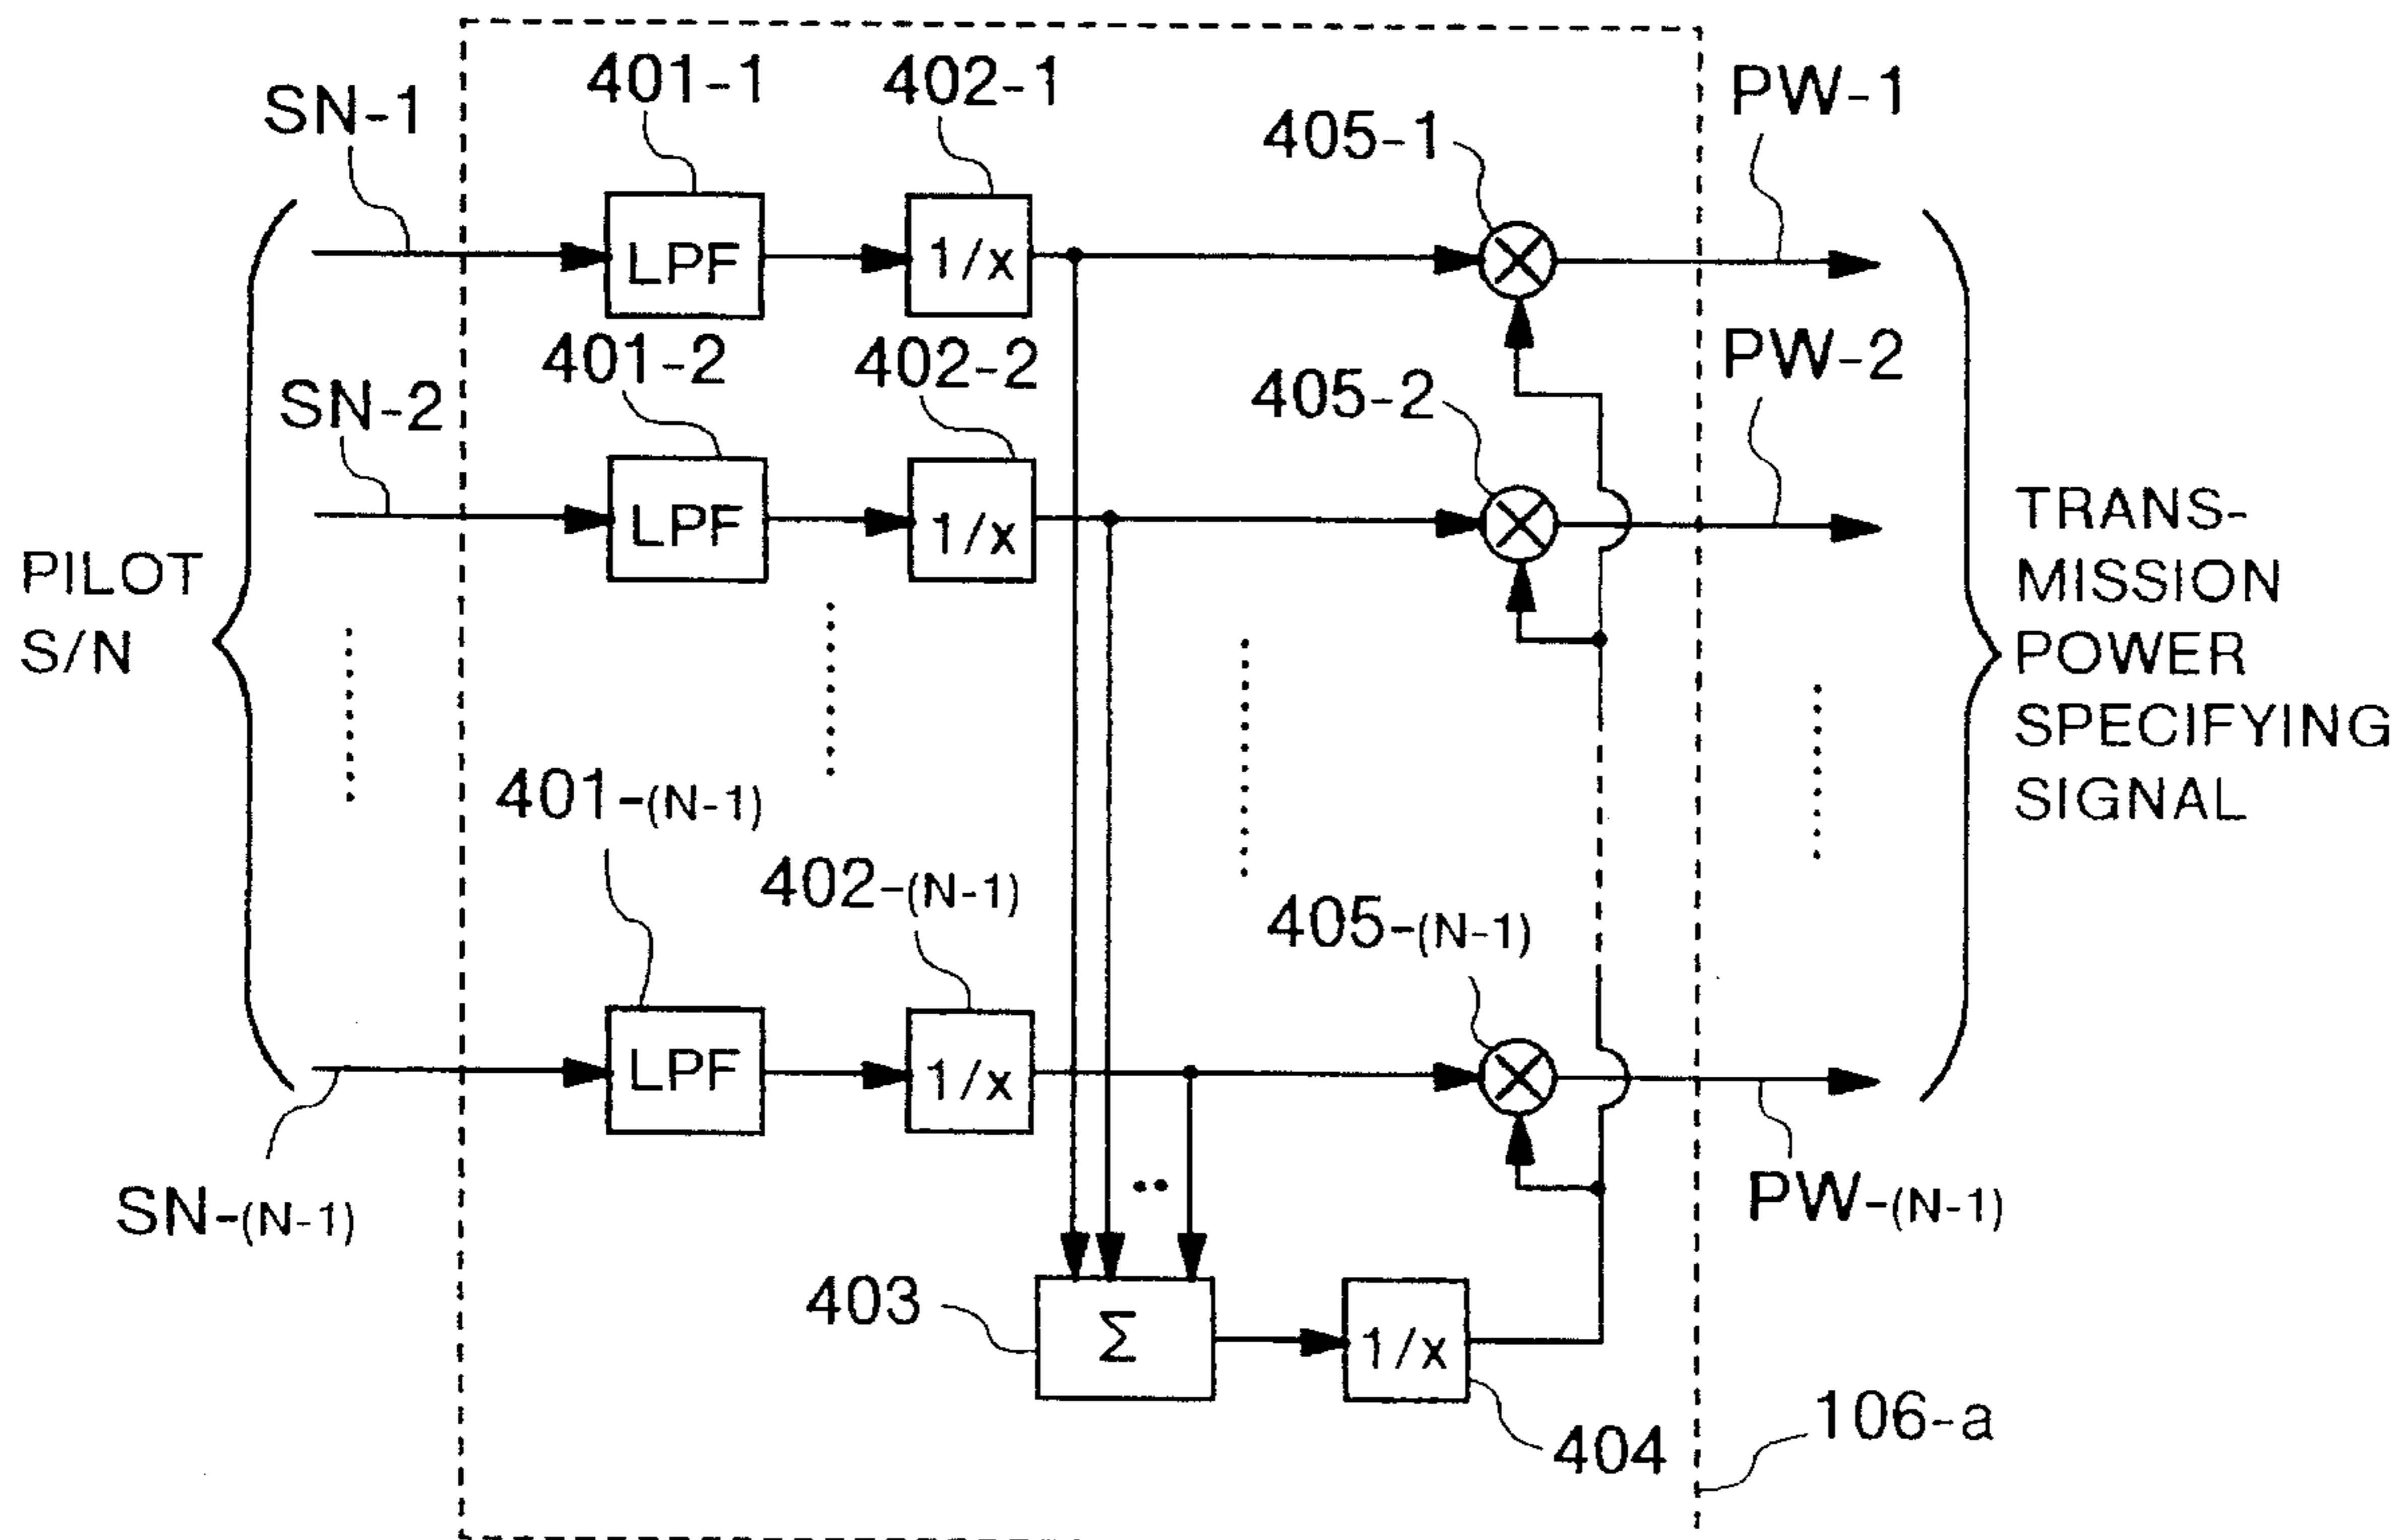 401-1
402-1
PW-1
SN-1
405-1
LPF
1/x
401-2
402-2
PW-2
SN-2
405-2
LPF
1/x
PILOT
S/N
TRANS-
MISSION
POWER
SPECIFYING
SIGNAL
401-(N-1)
402-(N-1)
405-(N-1)
LPF
1/x
SN-(N-1)
PW-(N-1)
403
Σ
1/x
404
106-a